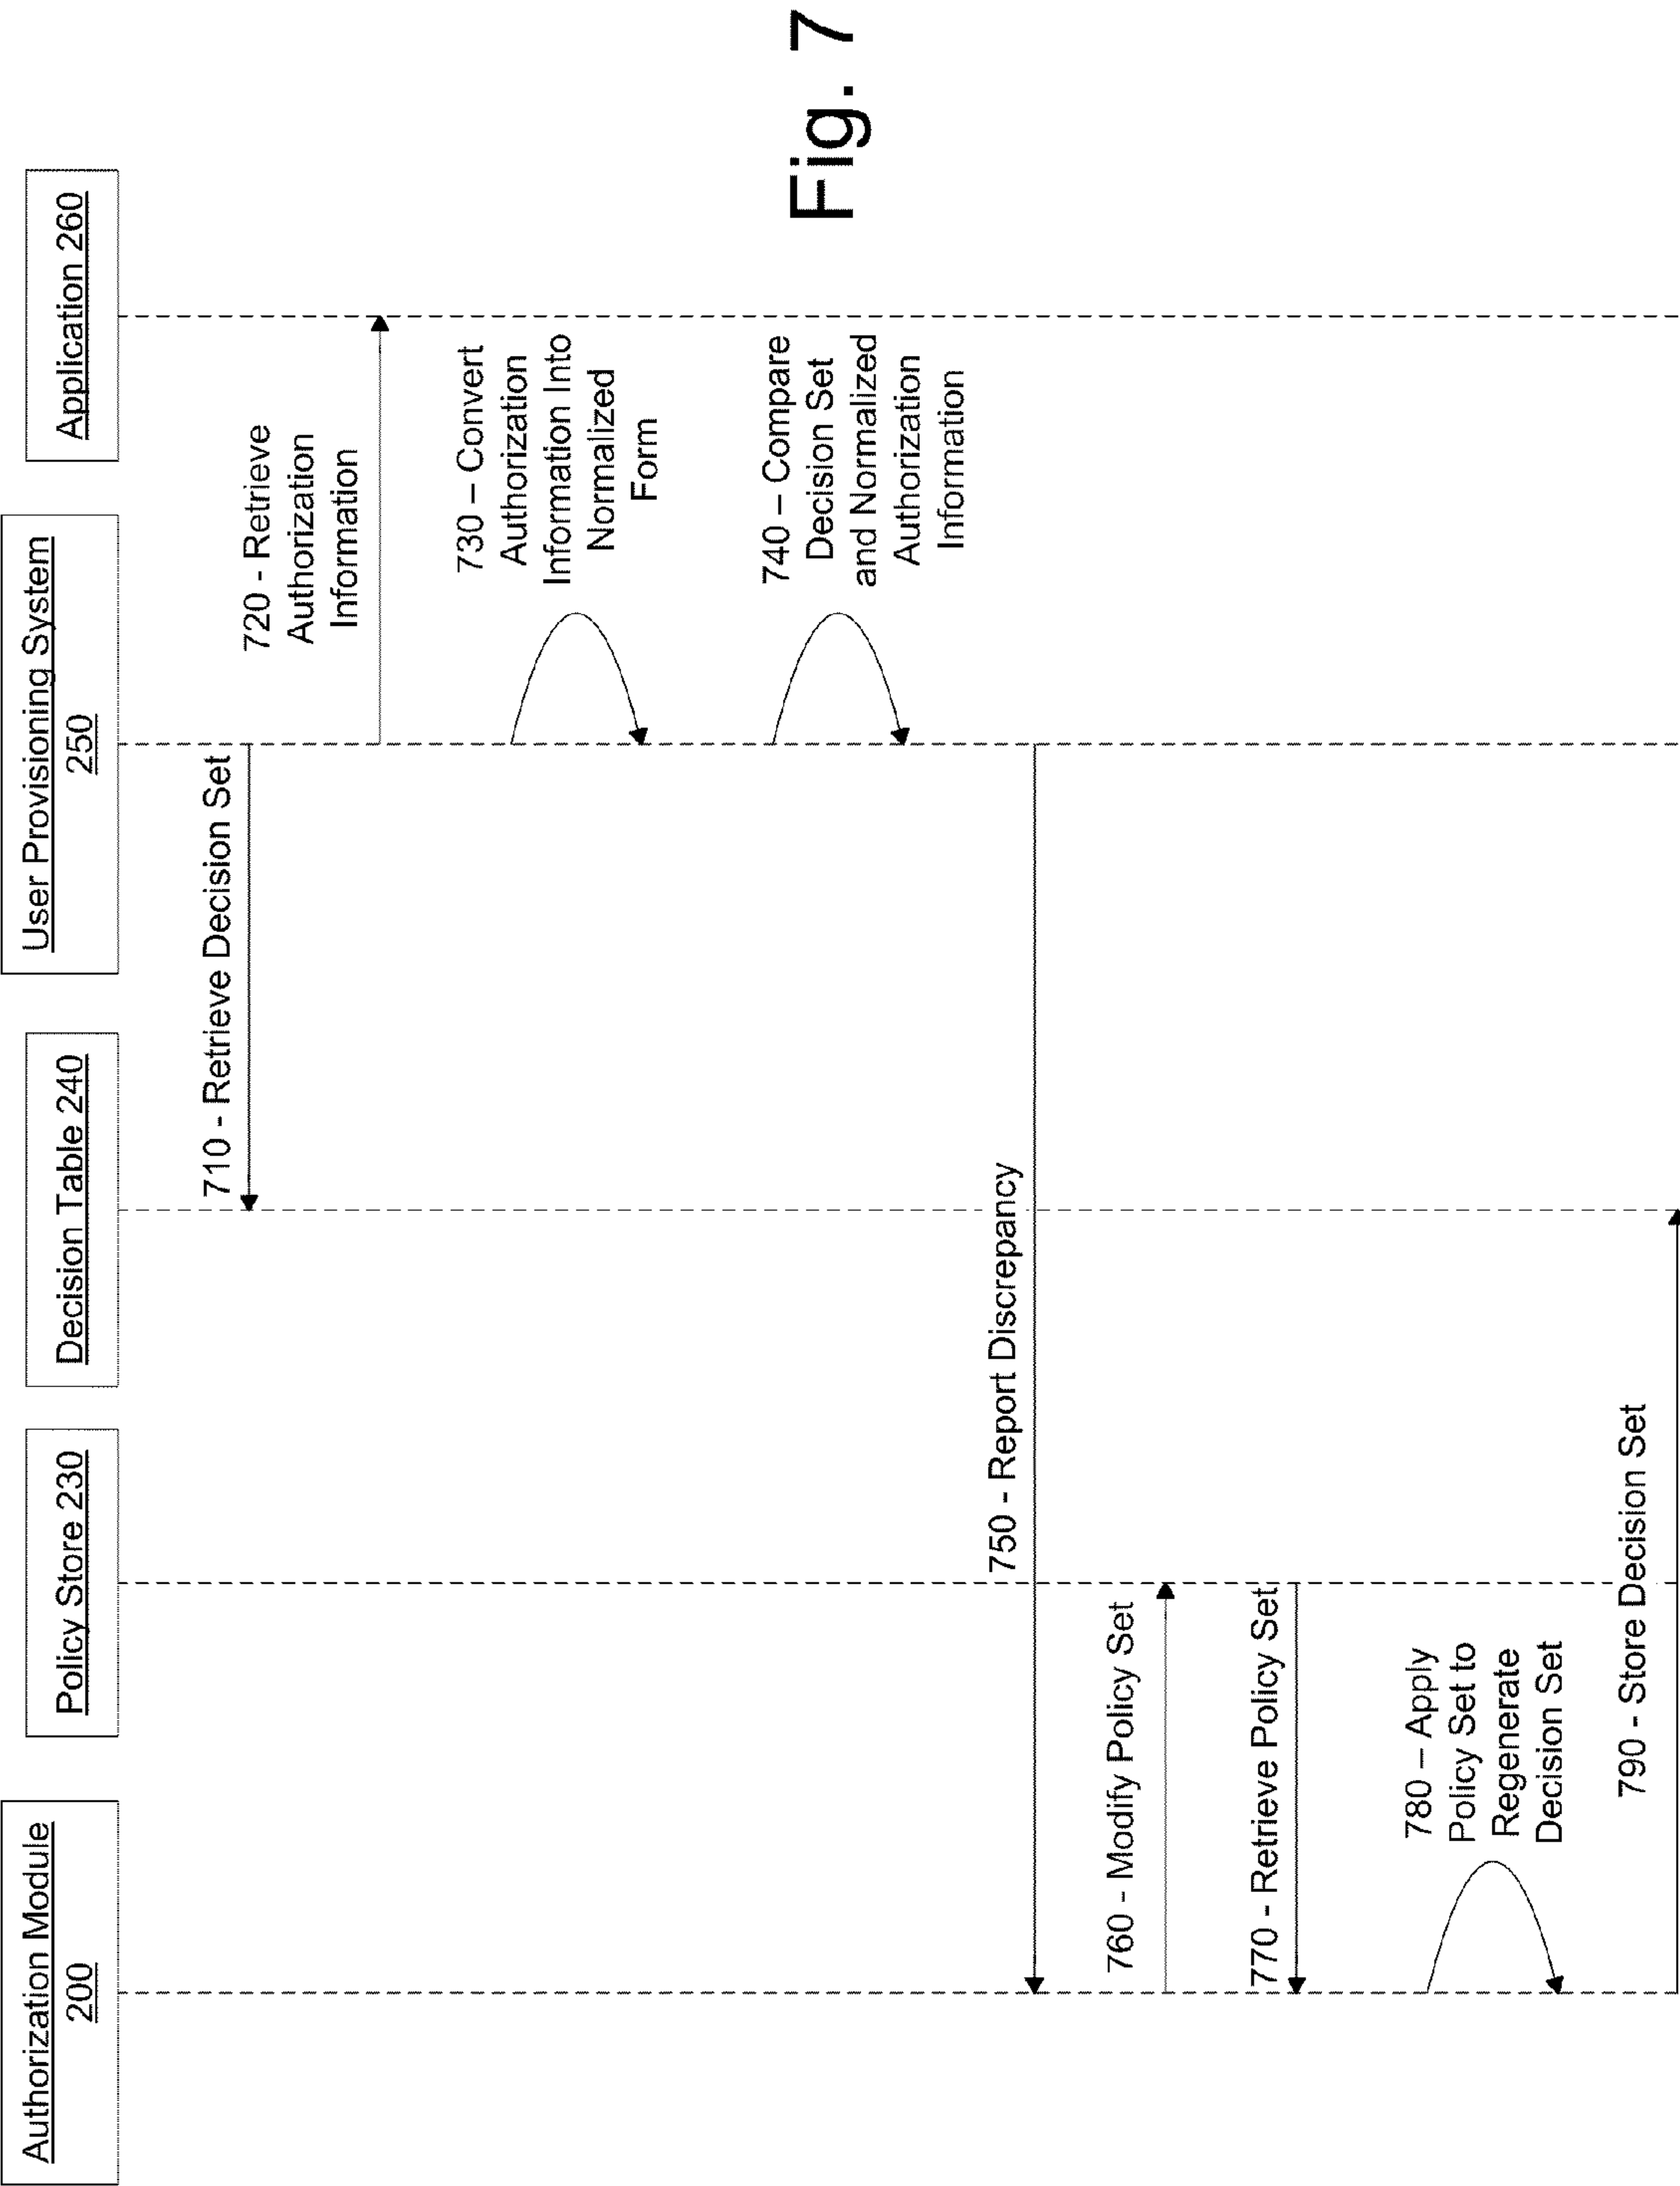 Authorization Module
200
Policy Store 230
Decision Table 240
User Provisioning System
250
Application 260
710 - Retrieve Decision Set
720 - Retrieve
Authorization
Information
730 – Convert
Authorization
Information Into
Normalized
Form
740 – Compare
Decision Set
and Normalized
Authorization
Information
750 - Report Discrepancy
760 - Modify Policy Set
770 - Retrieve Policy Set
780 – Apply
Policy Set to
Regenerate
Decision Set
790 - Store Decision Set
Fig. 7